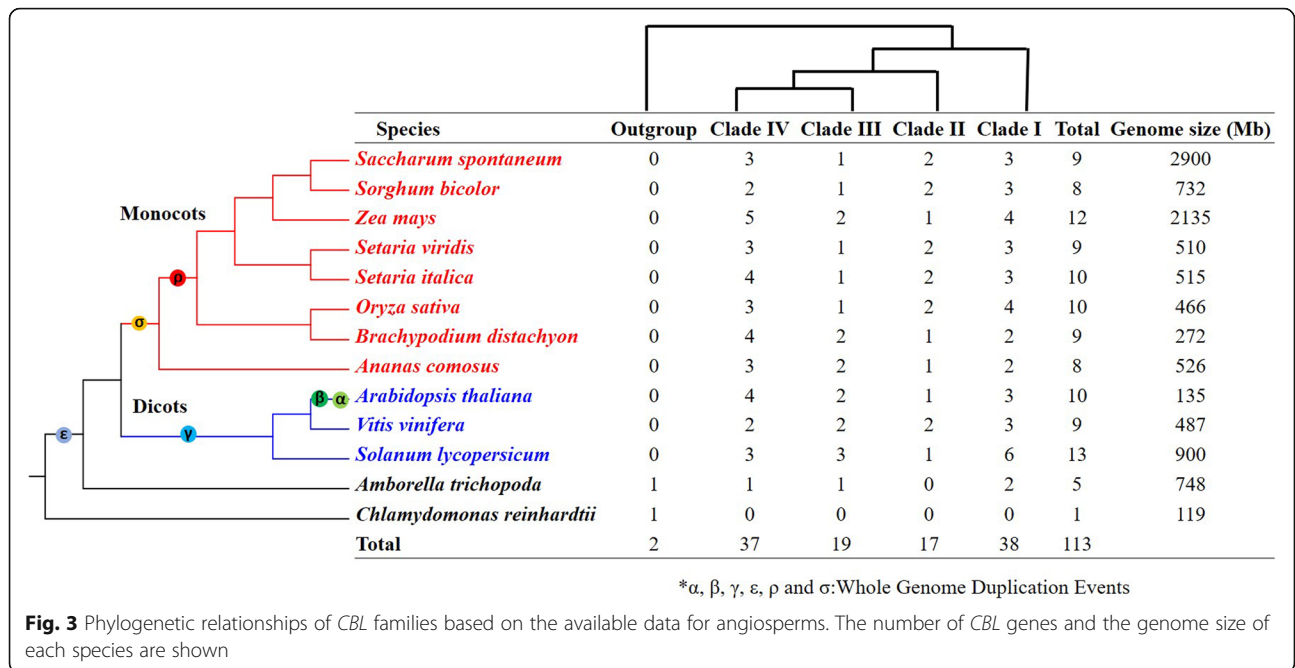 Species Outgroup Clade IV Clade III Clade II Clade I Total Genome size (Mb)
Saccharum spontaneum 0 3 1 2 3 9 2900
Sorghum bicolor 0 2 1 2 3 8 732
Monocots
Zea mays 0 5 2 1 4 12 2135
Setaria viridis 0 3 1 2 3 9 510
ρ
Setaria italica 0 4 1 2 3 10 515
Oryza sativa 0 3 1 2 4 10 466
σ
Brachypodium distachyon 0 4 2 1 2 9 272
Ananas comosus 0 3 2 1 2 8 526
Dicots
β α
Arabidopsis thaliana 0 4 2 1 3 10 135
Vitis vinifera 0 2 2 2 3 9 487
ε γ
Solanum lycopersicum 0 3 3 1 6 13 900
Amborella trichopoda 1 1 1 0 2 5 748
Chlamydomonas reinhardtii 1 0 0 0 0 1 119
Total 2 37 19 17 38 113
*α, β, γ, ε, ρ and σ:Whole Genome Duplication Events
Fig. 3 Phylogenetic relationships of CBL families based on the available data for angiosperms. The number of CBL genes and the genome size of
each species are shown